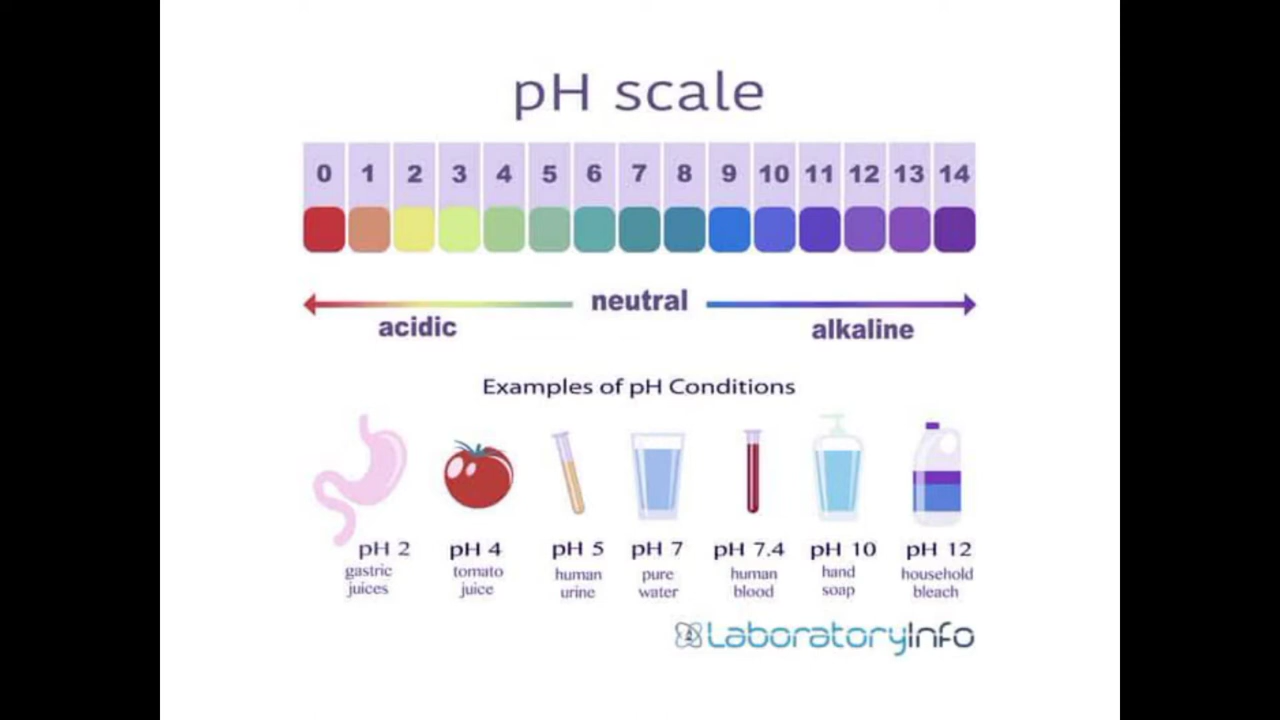 pH scale
0 1 2 3 4 5 6 7 8 9 10 11 12 13 14
neutral
acidic
alkaline
Examples of pH Conditions
pH 2
gastric
juices
pH 4
tomato
juice
pH 5
human
urine
pH 7
pure
water
pH 7.4
human
blood
pH 10
hand
soap
pH 12
household
bleach
LaboratoryInfo